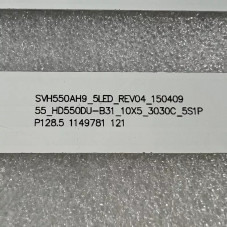 SVH550AH9_5LED_REV04_150409
55_HD550DU-B31_10X5_3030C_5S1P
P128.5 1149781 121